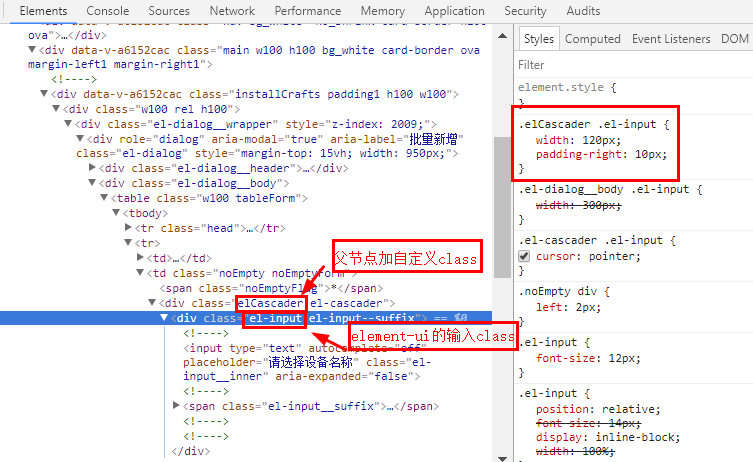 Elements Console Sources Network Performance Memory Application Security Audits
ova">…</div>
<div data-v-a6152cac class="main w100 h100 bg_white card-border ova
margin-left1 margin-right1">
<!---->
<div data-v-a6152cac class="installCrafts padding1 h100 w100">
<div class="w100 rel h100">
<div class="el-dialog__wrapper" style="z-index: 2009;">
<div role="dialog" aria-modal="true" aria-label="批量新增"
class="el-dialog" style="margin-top: 15vh; width: 950px;">
<div class="el-dialog__header">…</div>
<div class="el-dialog__body">
<table class="w100 tableForm">
<tbody>
<tr class="head">…</tr>
<tr>
<td>…</td>
<td class="noEmpty noEmptyForm">
父节点加自定义class
<span class="noEmptyFlag">*</span>
<div class="elCascader el-cascader">
<div class="el-input el-input--suffix"> == $0
<!---->
element-ui的输入class
<input type="text" autocomplete="off"
placeholder="请选择设备名称" class="el-
input__inner" aria-expanded="false">
<!---->
<span class="el-input__suffix">…</span>
<!---->
<!---->
</div>
Styles Computed Event Listeners DOM
Filter
element.style {
}
.elCascader .el-input {
width: 120px;
padding-right: 10px;
}
.el-dialog__body .el-input {
width: 300px;
}
.el-cascader .el-input {
cursor: pointer;
}
.noEmpty div {
left: 2px;
}
.el-input {
font-size: 12px;
}
.el-input {
position: relative;
font-size: 14px;
display: inline-block;
width: 100%;